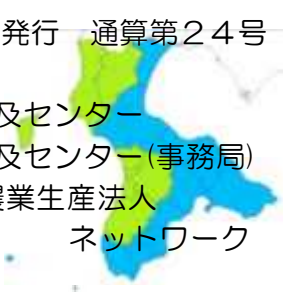 発行　通算第２４号
及センター
及センター(事務局)
農業生産法人
ネットワーク